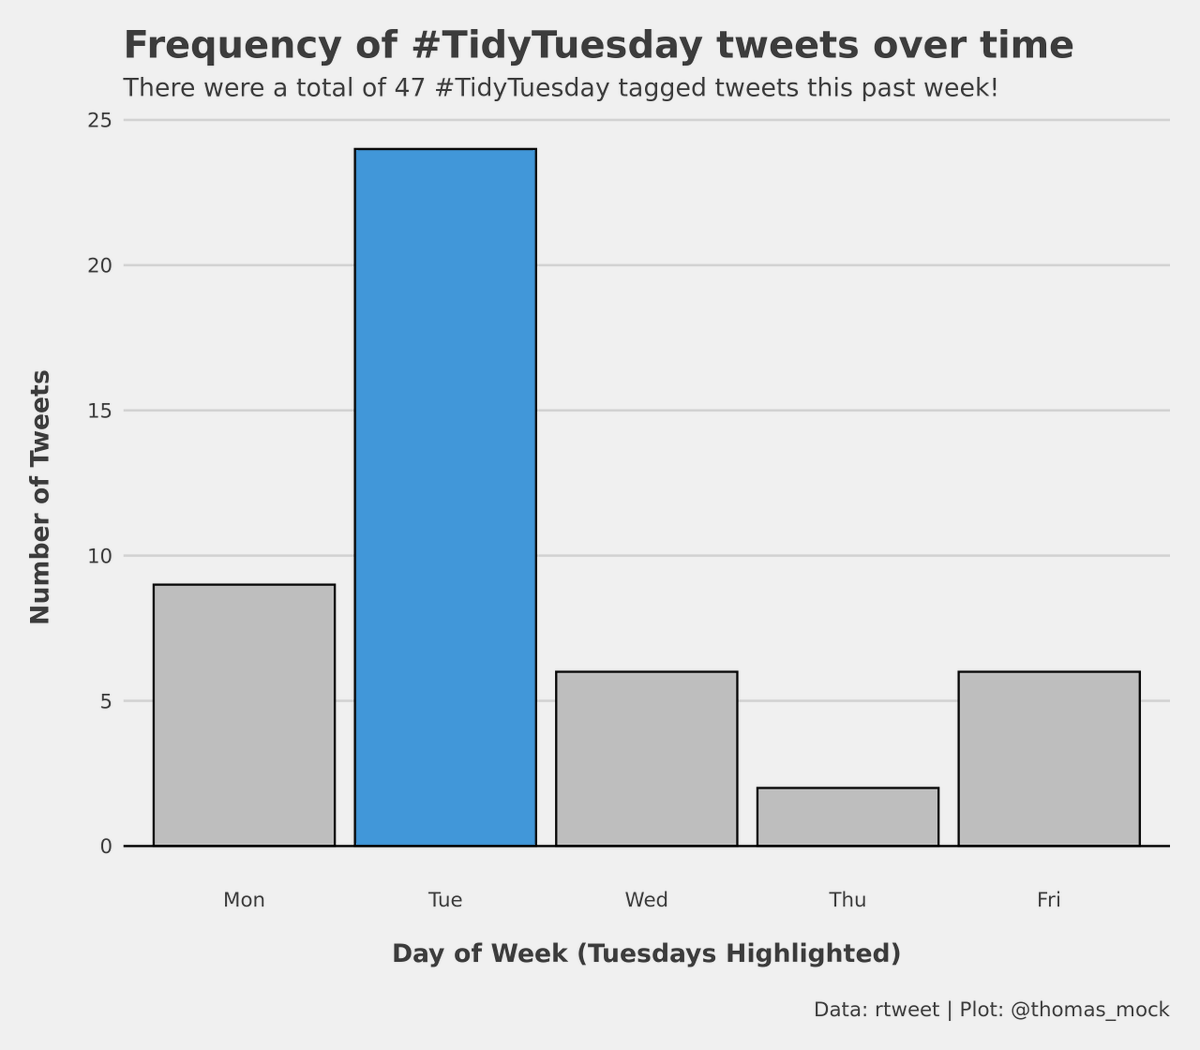 Frequency of #TidyTuesday tweets over time
There were a total of 47 #TidyTuesday tagged tweets this past week!
25
20
15
10
5
0
Number of Tweets
Mon Tue Wed Thu Fri
Day of Week (Tuesdays Highlighted)
Data: rtweet | Plot: @thomas_mock